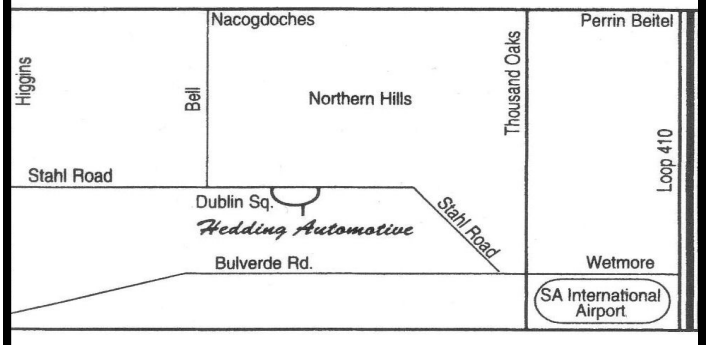 Nacogdoches
Perrin Beitel
Higgins
Bell
Northern Hills
Thousand Oaks
Loop 410
Stahl Road
Dublin Sq.
Hedding Automotive
Stahl Road
Bulverde Rd.
Wetmore
SA International
Airport